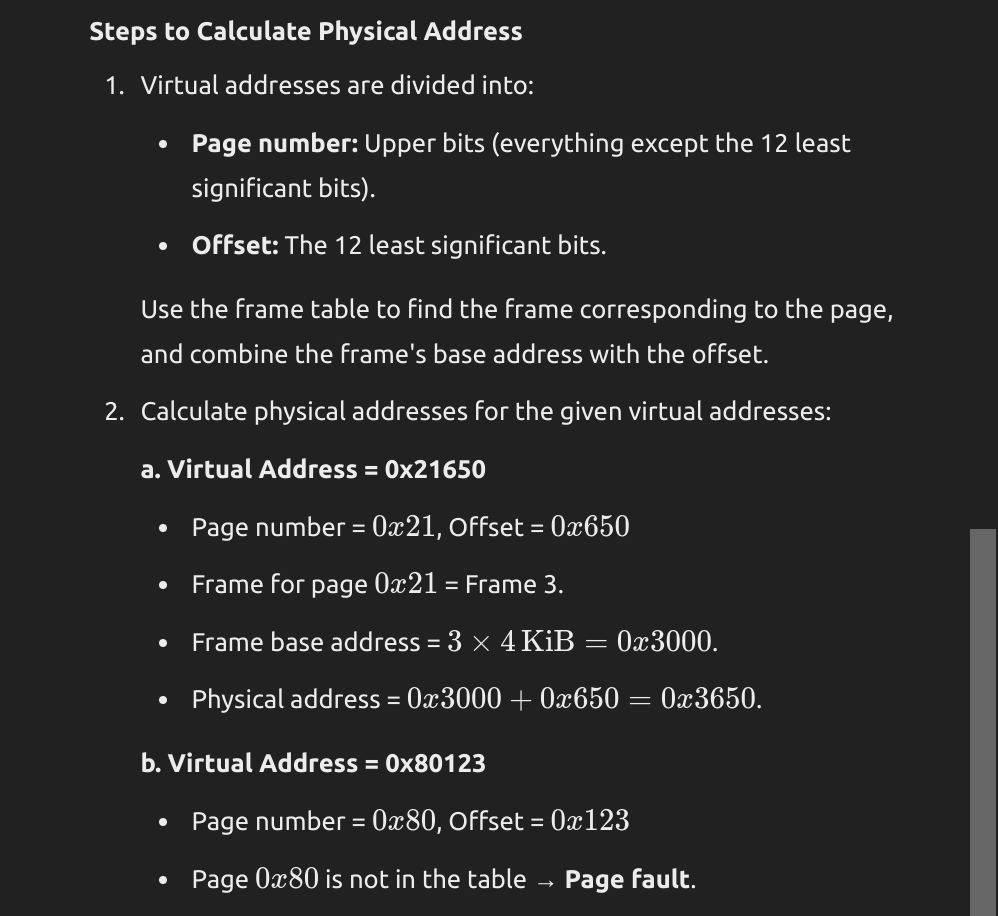 Steps to Calculate Physical Address
1. Virtual addresses are divided into:
• Page number: Upper bits (everything except the 12 least
significant bits).
• Offset: The 12 least significant bits.
Use the frame table to find the frame corresponding to the page,
and combine the frame's base address with the offset.
2. Calculate physical addresses for the given virtual addresses:
a. Virtual Address = 0x21650
• Page number = 0x21, Offset = 0x650
• Frame for page 0x21 = Frame 3.
• Frame base address = 3 × 4 KiB = 0x3000.
• Physical address = 0x3000 + 0x650 = 0x3650.
b. Virtual Address = 0x80123
• Page number = 0x80, Offset = 0x123
• Page 0x80 is not in the table → Page fault.